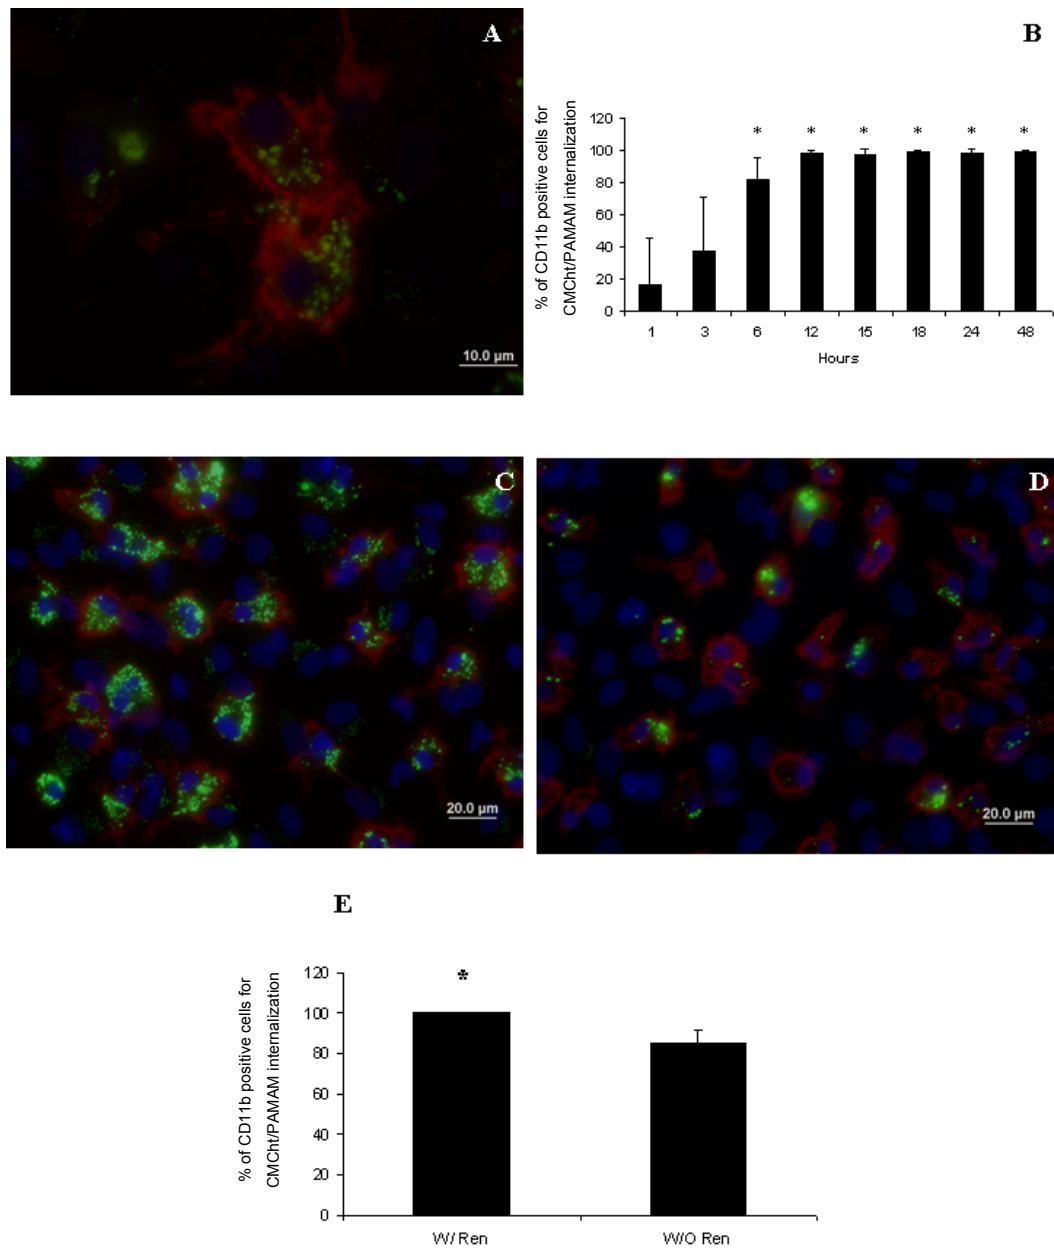 A
10.0 µm
B
% of CD11b positive cells for
CMCht/PAMAM internalization
120
100
80
60
40
20
0
* * * * * *
1 3 6 12 15 18 24 48
Hours
C
20.0 µm
D
20.0 µm
E
% of CD11b positive cells for
CMCht/PAMAM internalization
120
100
80
60
40
20
0
*
W/ Ren W/O Ren